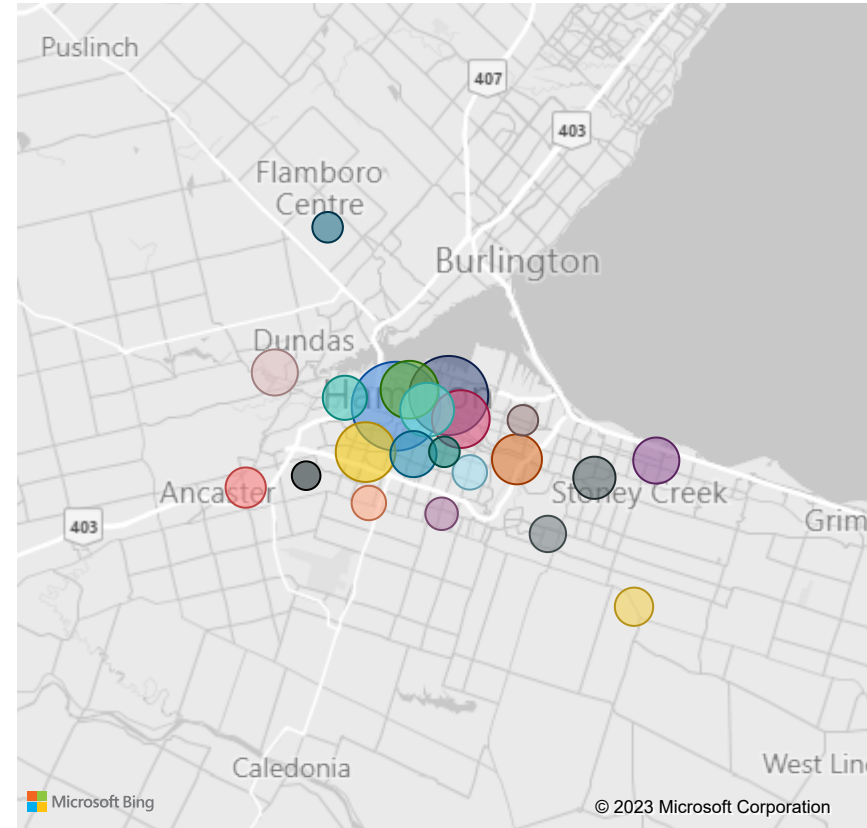 Puslinch
407
403
Flamboro
Centre
Burlington
Dundas
Hamilton
Ancaster
Stoney Creek
403
Grim
Caledonia
West Lin
Microsoft Bing
© 2023 Microsoft Corporation